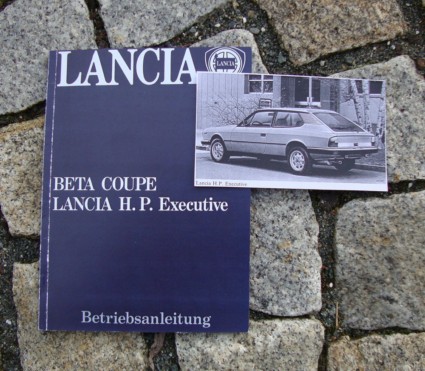 LANCIA
LANCIA
BETA COUPE
LANCIA H. P. Executive
Betriebsanleitung
Lancia H. P. Executive